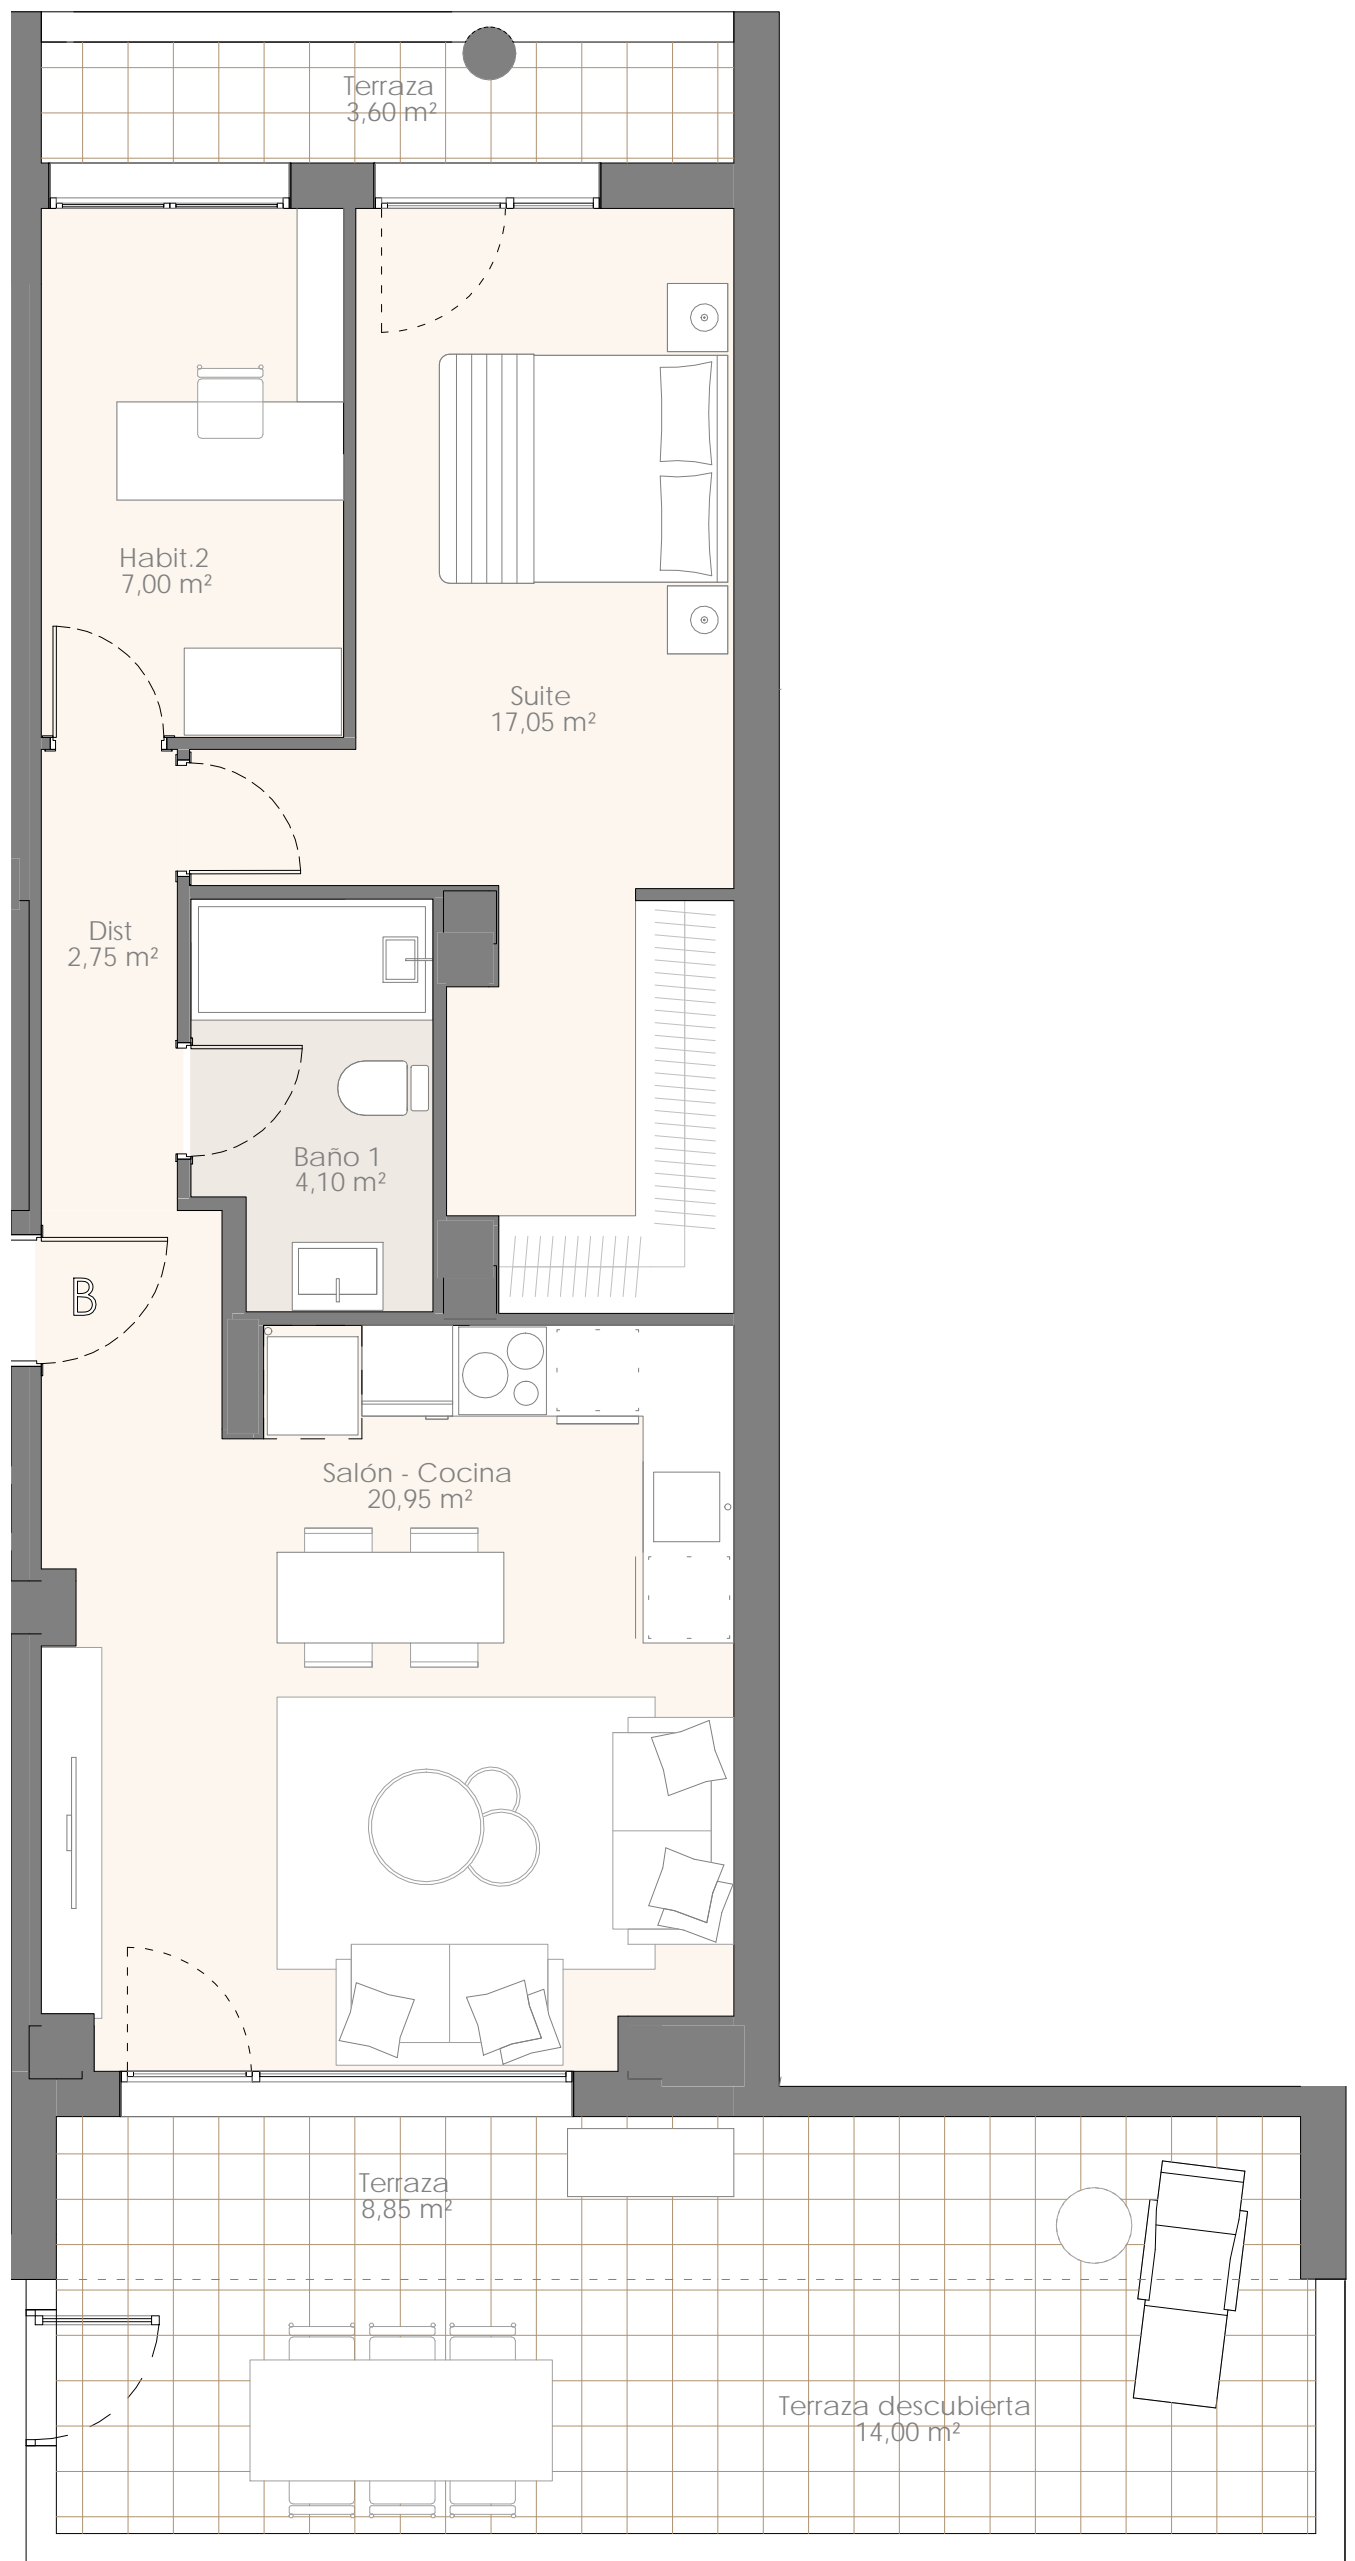 Terraza
3,60 m²
Habit.2
7,00 m²
Suite
17,05 m²
Dist
2,75 m²
Baño 1
4,10 m²
B
Salón - Cocina
20,95 m²
Terraza
8,85 m²
Terraza descubierta
14,00 m²